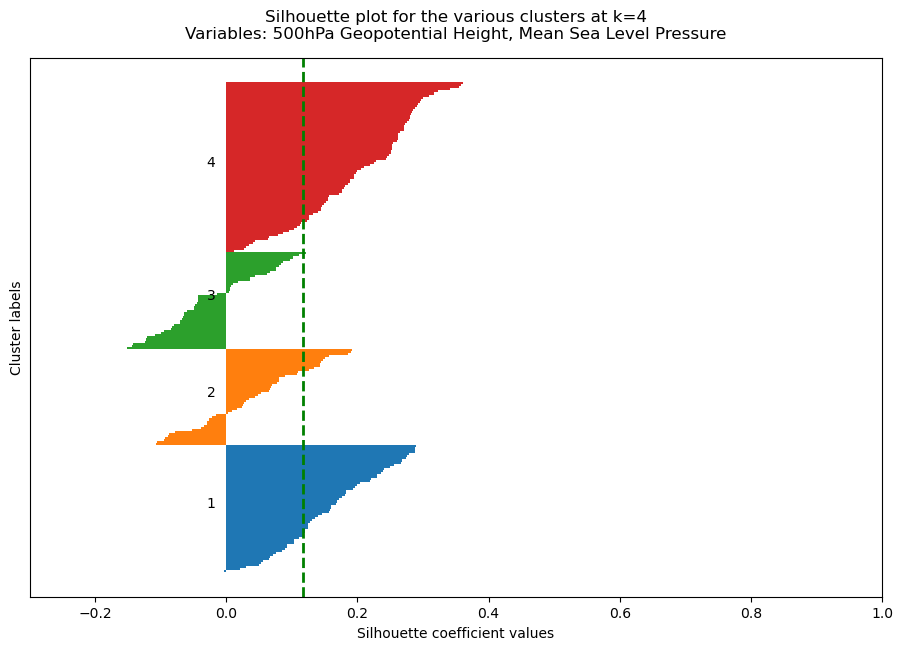 Silhouette plot for the various clusters at k=4
Variables: 500hPa Geopotential Height, Mean Sea Level Pressure
Cluster labels
4
3
2
1
−0.2 0.0 0.2 0.4 0.6 0.8 1.0
Silhouette coefficient values